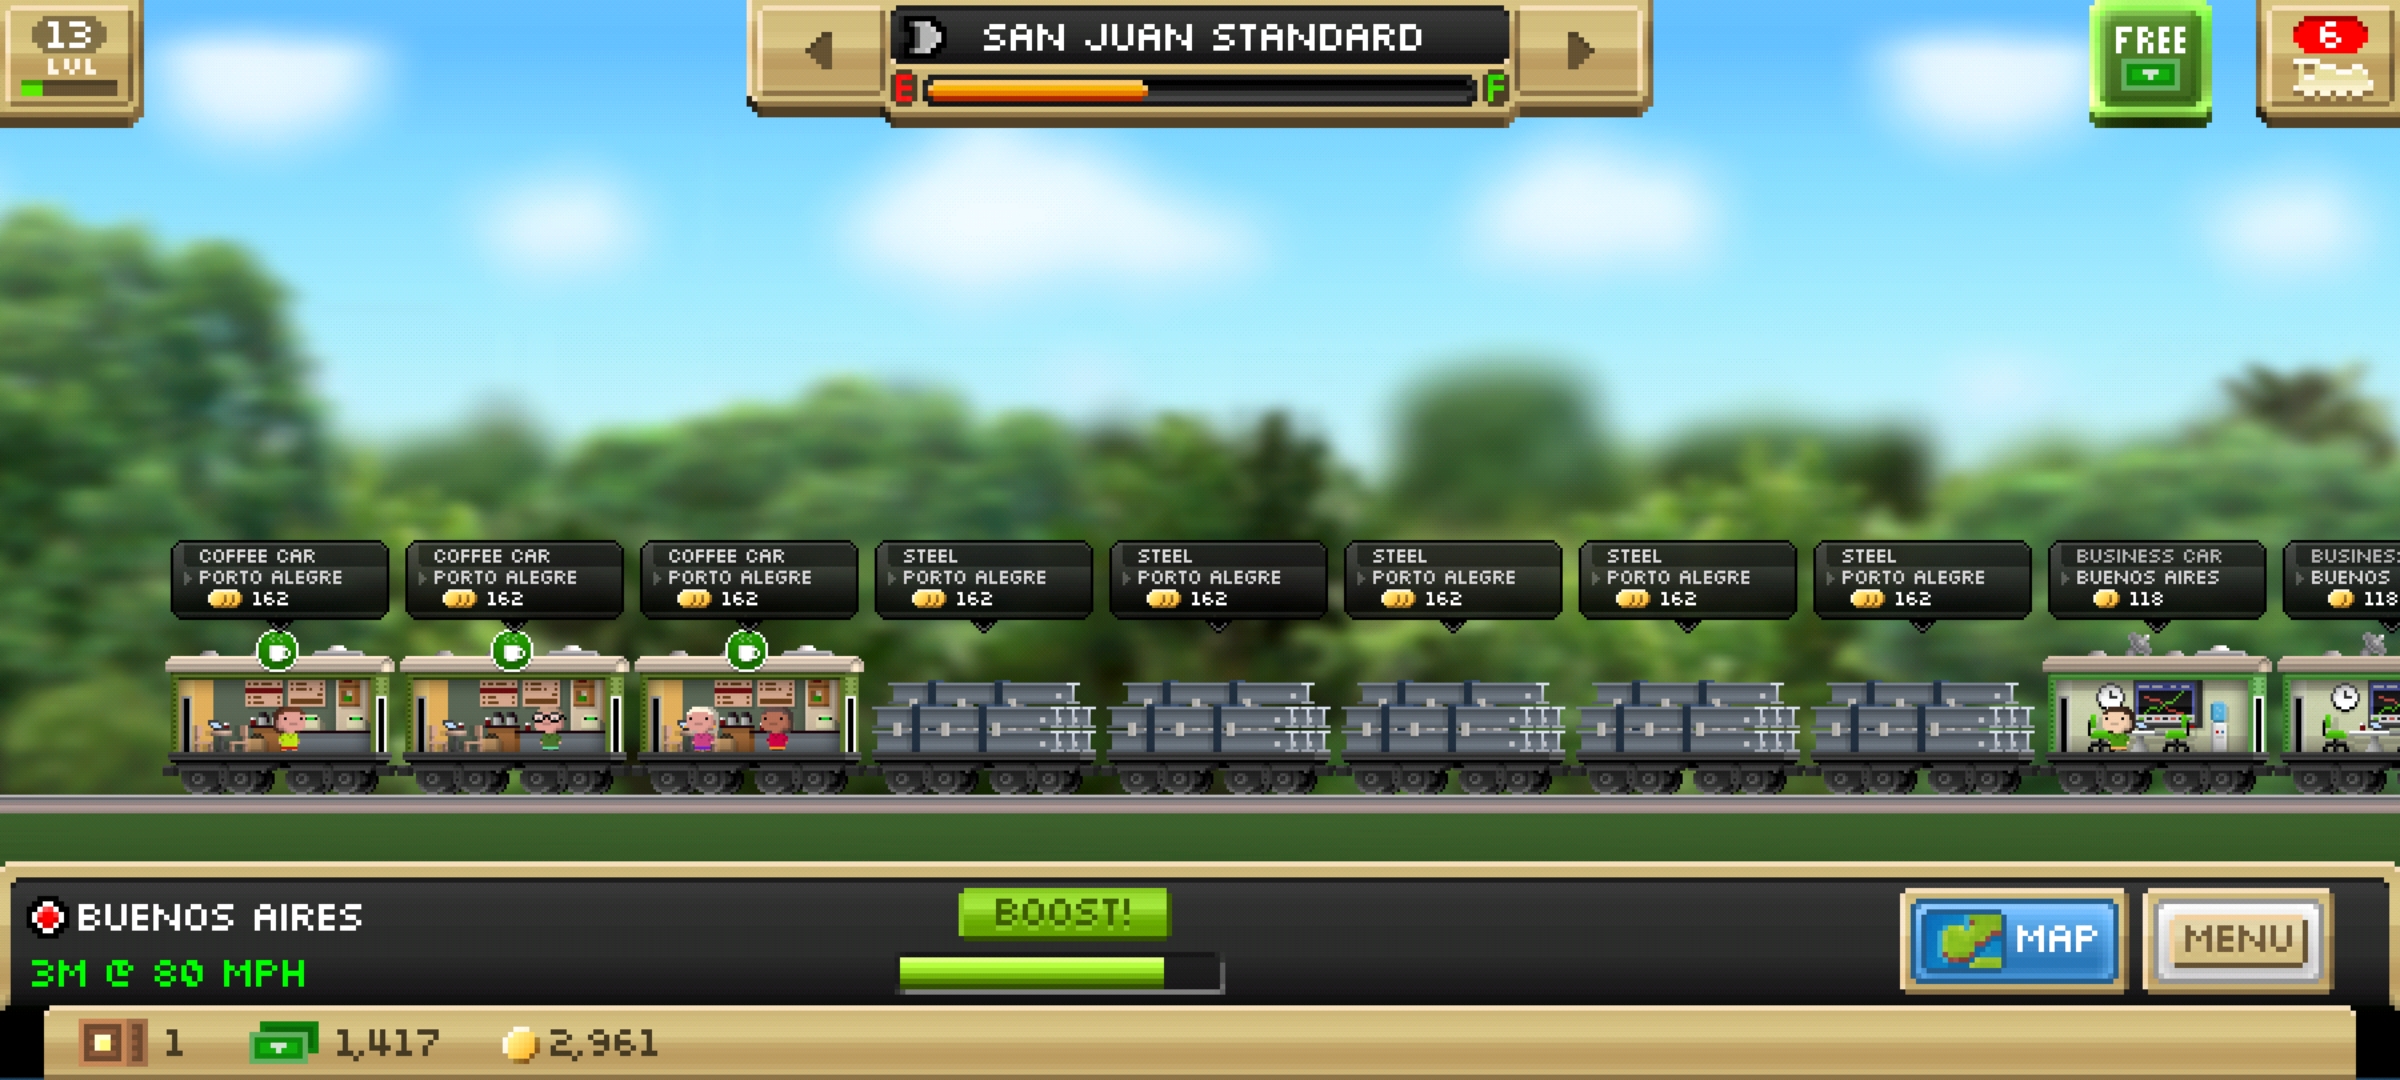 13
LVL
SAN JUAN STANDARD
E F
FREE
6
COFFEE CAR
PORTO ALEGRE
162
COFFEE CAR
PORTO ALEGRE
162
COFFEE CAR
PORTO ALEGRE
162
STEEL
PORTO ALEGRE
162
STEEL
PORTO ALEGRE
162
STEEL
PORTO ALEGRE
162
STEEL
PORTO ALEGRE
162
STEEL
PORTO ALEGRE
162
BUSINESS CAR
BUENOS AIRES
118
BUSINES
BUENOS
118
BUENOS AIRES
3M @ 80 MPH
BOOST!
MAP
MENU
1 1,417 2,961